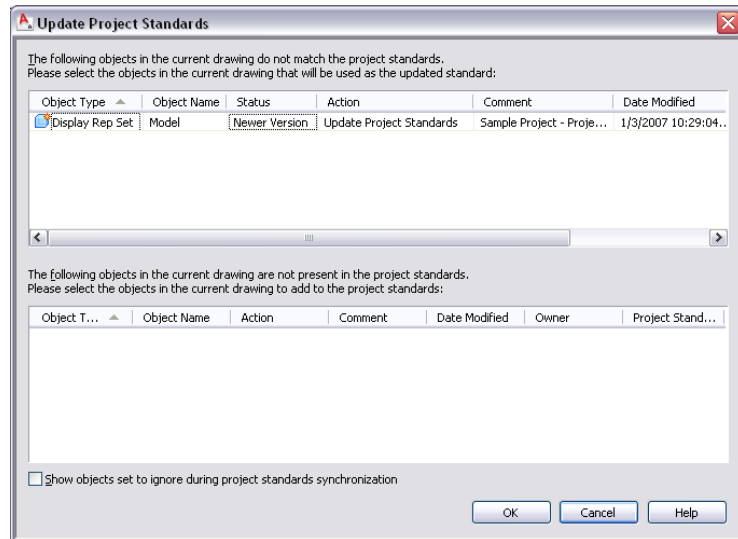 Update Project Standards
The following objects in the current drawing do not match the project standards.
Please select the objects in the current drawing that will be used as the updated standard:
Object Type Object Name Status Action Comment Date Modified
Display Rep Set Model Newer Version Update Project Standards Sample Project - Proje... 1/3/2007 10:29:04..
The following objects in the current drawing are not present in the project standards.
Please select the objects in the current drawing to add to the project standards:
Object T... Object Name Action Comment Date Modified Owner Project Stand...
Show objects set to ignore during project standards synchronization
OK Cancel Help